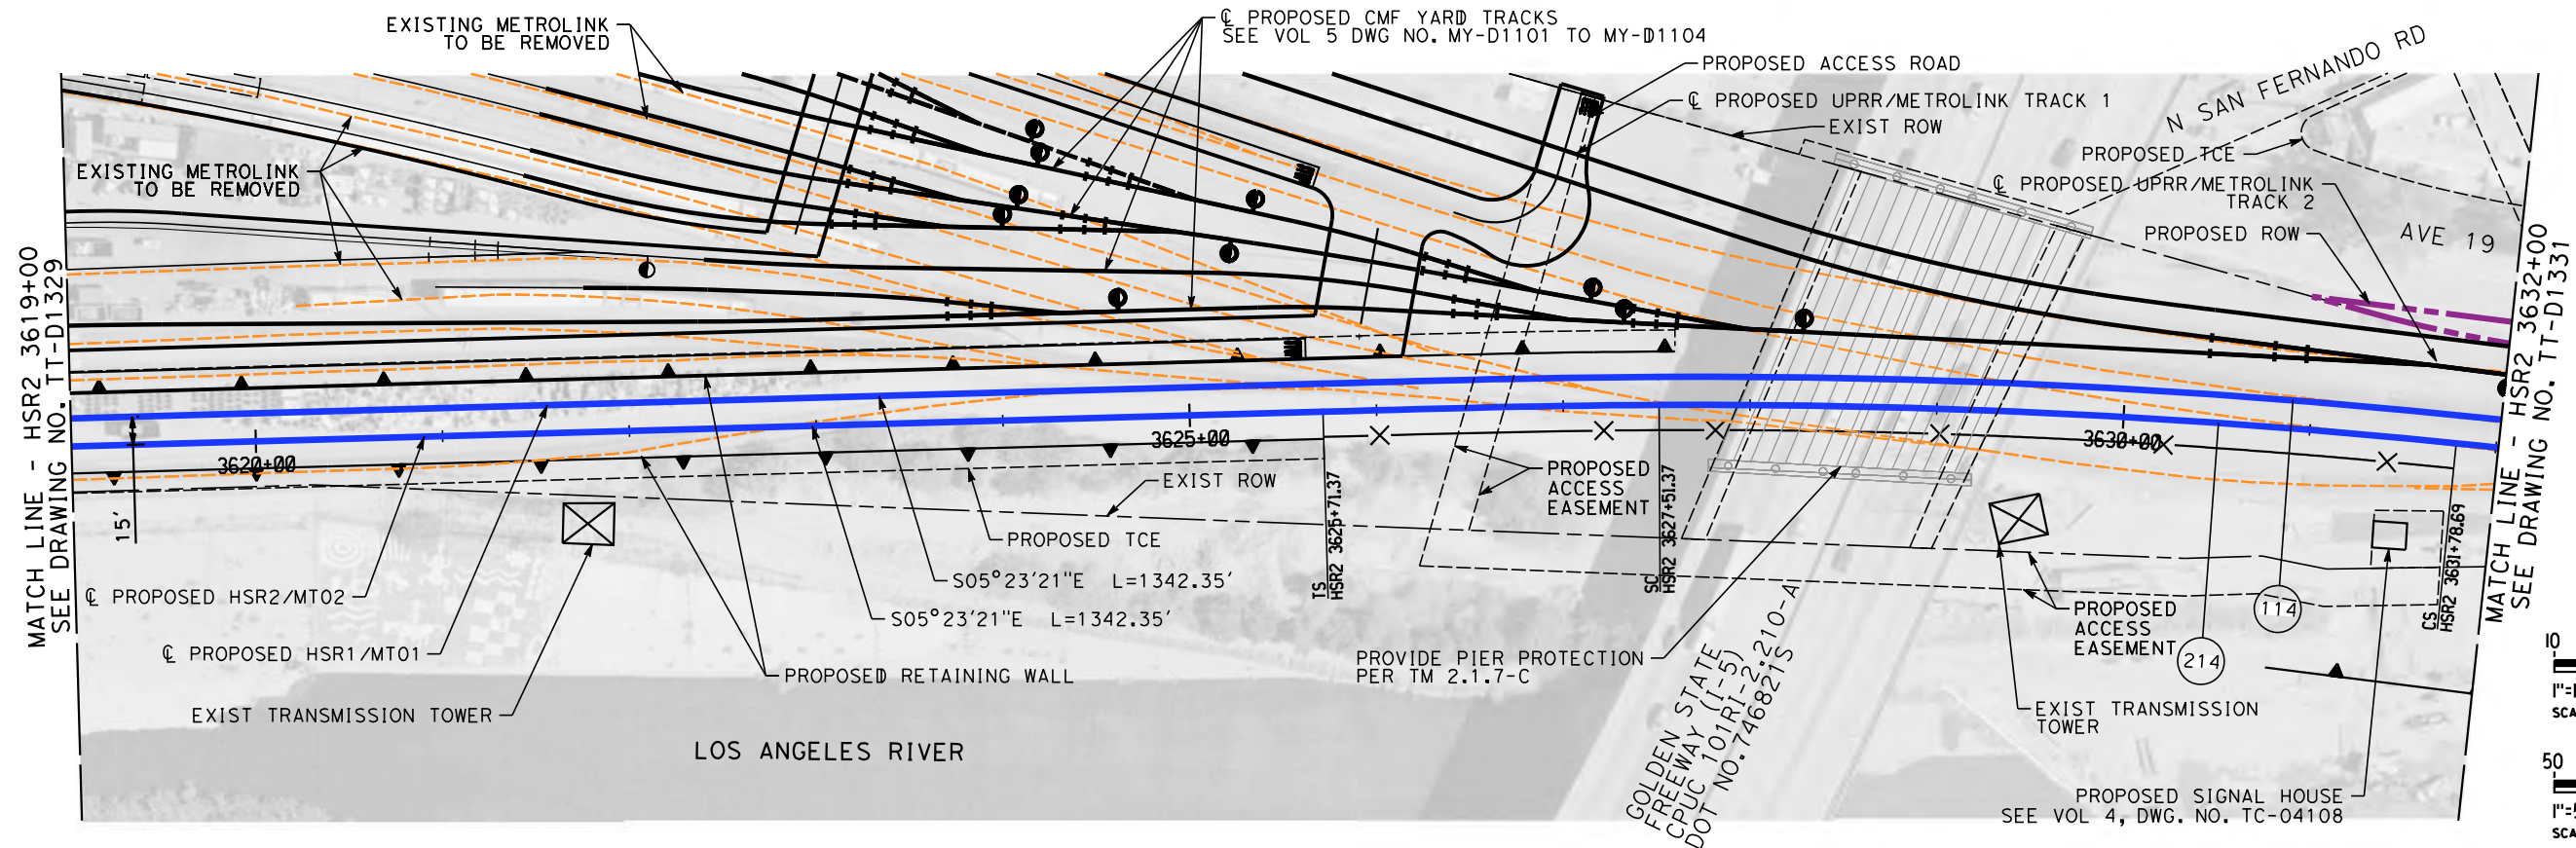 EXISTING METROLINK
TO BE REMOVED
℄ PROPOSED CMF YARD TRACKS
SEE VOL 5 DWG NO. MY-D1101 TO MY-D1104
PROPOSED ACCESS ROAD
℄ PROPOSED UPRR/METROLINK TRACK 1
EXIST ROW
N SAN FERNANDO RD
PROPOSED TCE
℄ PROPOSED UPRR/METROLINK
TRACK 2
PROPOSED ROW
AVE 19
EXISTING METROLINK
TO BE REMOVED
MATCH LINE - HSR2 3619+00
SEE DRAWING NO. TT-D1329
MATCH LINE - HSR2 3632+00
SEE DRAWING NO. TT-D1331
3620+00
3625+00
3630+00
15'
EXIST ROW
PROPOSED TCE
S05°23'21"E L=1342.35'
S05°23'21"E L=1342.35'
℄ PROPOSED HSR2/MT02
℄ PROPOSED HSR1/MT01
PROPOSED RETAINING WALL
EXIST TRANSMISSION TOWER
LOS ANGELES RIVER
TS
HSR2 3625+71.37
PROPOSED
ACCESS
EASEMENT
SC
HSR2 3627+51.37
PROVIDE PIER PROTECTION
PER TM 2.1.7-C
GOLDEN STATE
FREEWAY (I-5)
CPUC 101RI-2.210-A
DOT NO.746821S
PROPOSED
ACCESS
EASEMENT
114
214
CS
HSR2 3631+78.69
EXIST TRANSMISSION
TOWER
PROPOSED SIGNAL HOUSE
SEE VOL 4, DWG. NO. TC-04108
10
50